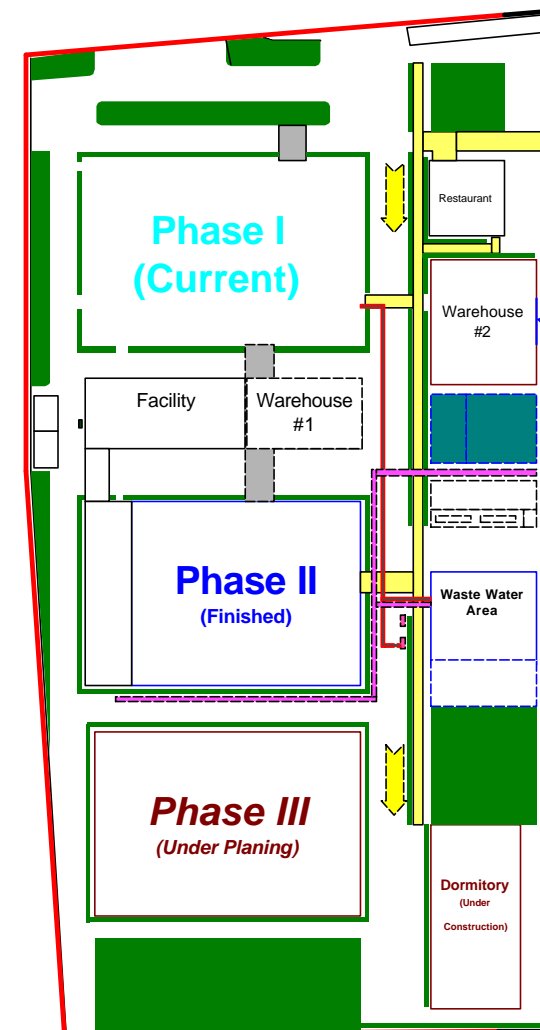 Phase I
(Current)
Restaurant
Warehouse
#2
Facility
Warehouse
#1
Phase II
(Finished)
Waste Water
Area
Phase III
(Under Planing)
Dormitory
(Under
Construction)